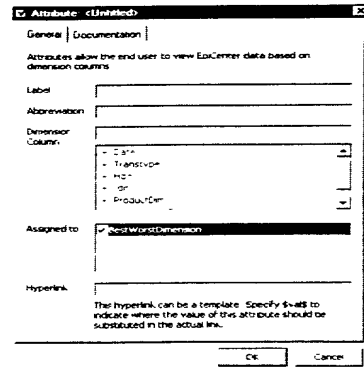 Attribute <Untitled>
General Documentation
Attributes allow the end user to view EpiCenter data based on
dimension columns
Label
Abbreviation
Dimension
Column
Date
Transtype
ProductDim
Assigned to
BestWorstDimension
Hyperlink
This hyperlink can be a template. Specify $val$ to
indicate where the value of this attribute should be
substituted in the actual link.
OK Cancel